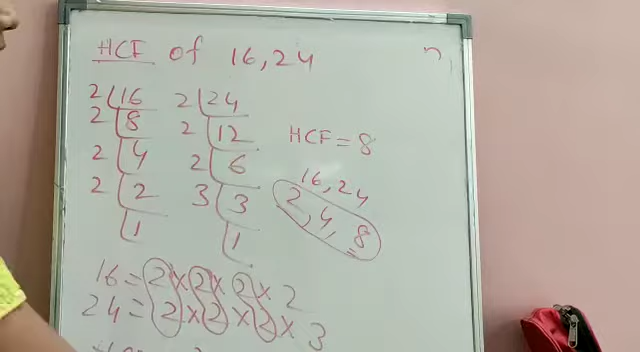 HCF of 16,24
2 16
2 8
2 4
2 2
1
2 24
2 12
2 6
3 3
1
HCF = 8
16, 24
2, 4, 8
16 = 2 × 2 × 2 × 2
24 = 2 × 2 × 2 × 3